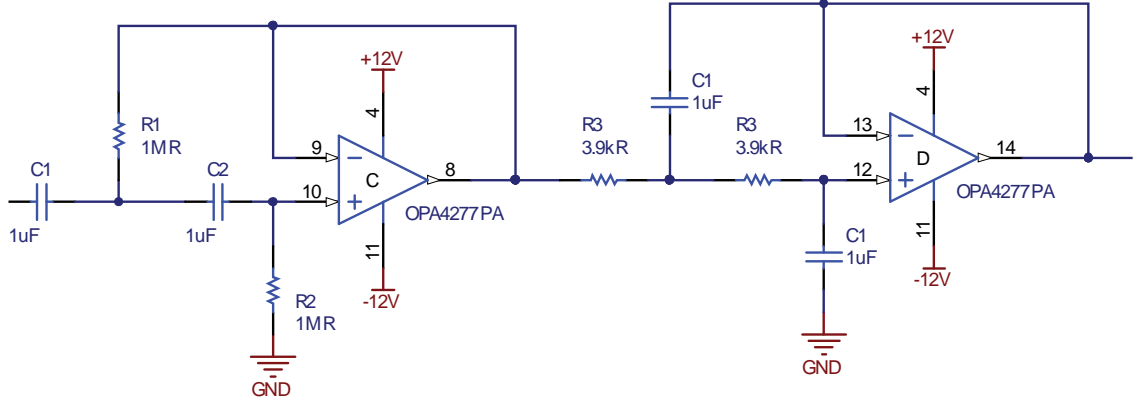 C1
1uF
R1
1MR
C2
1uF
R2
1MR
GND
+12V
4
9
10
C
8
OPA4277PA
11
-12V
R3
3.9kR
C1
1uF
R3
3.9kR
C1
1uF
GND
+12V
4
13
12
D
14
OPA4277PA
11
-12V